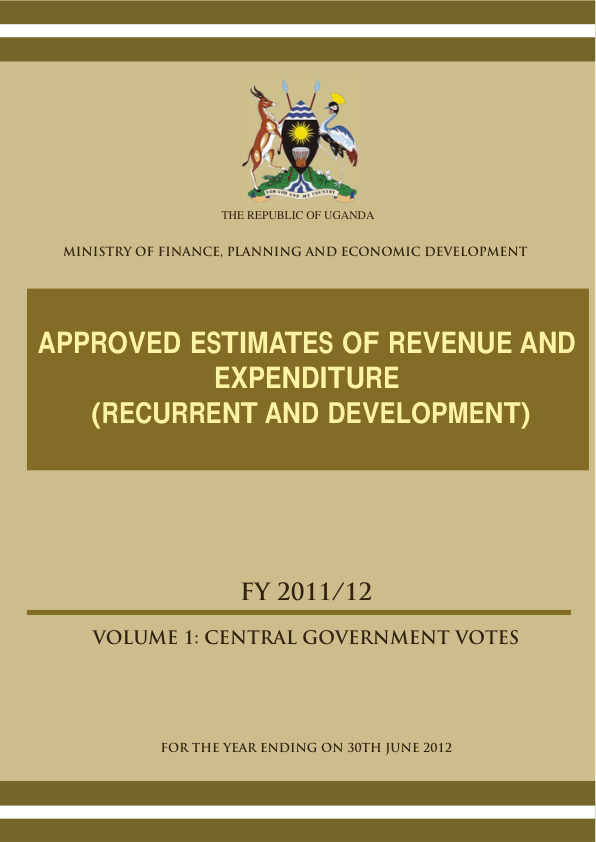 FOR GOD AND MY COUNTRY
THE REPUBLIC OF UGANDA
MINISTRY OF FINANCE, PLANNING AND ECONOMIC DEVELOPMENT
APPROVED ESTIMATES OF REVENUE AND
EXPENDITURE
(RECURRENT AND DEVELOPMENT)
FY 2011/12
VOLUME 1: CENTRAL GOVERNMENT VOTES
FOR THE YEAR ENDING ON 30TH JUNE 2012